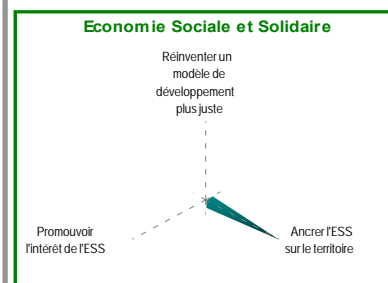 Economie Sociale et Solidaire
Réinventer un
modèle de
développement
plus juste
Promouvoir
l'intérêt de l'ESS
Ancrer l'ESS
sur le territoire